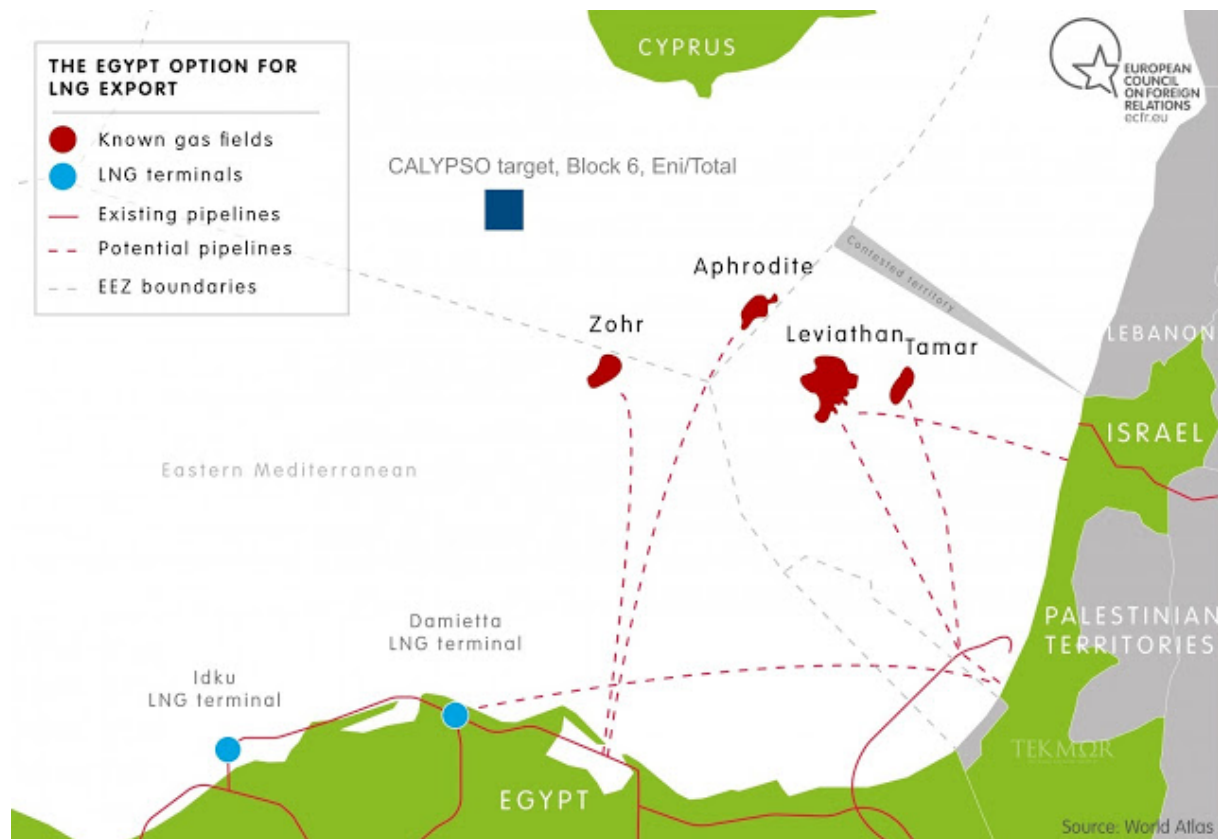 THE EGYPT OPTION FOR
LNG EXPORT
Known gas fields
LNG terminals
Existing pipelines
Potential pipelines
EEZ boundaries
CYPRUS
EUROPEAN
COUNCIL
ON FOREIGN
RELATIONS
ecfr.eu
CALYPSO target, Block 6, Eni/Total
Contested territory
Aphrodite
Zohr
Leviathan
Tamar
LEBANON
ISRAEL
Eastern Mediterranean
PALESTINIAN
TERRITORIES
Damietta
LNG terminal
Idku
LNG terminal
EGYPT
TEKMΩR
Source: World Atlas